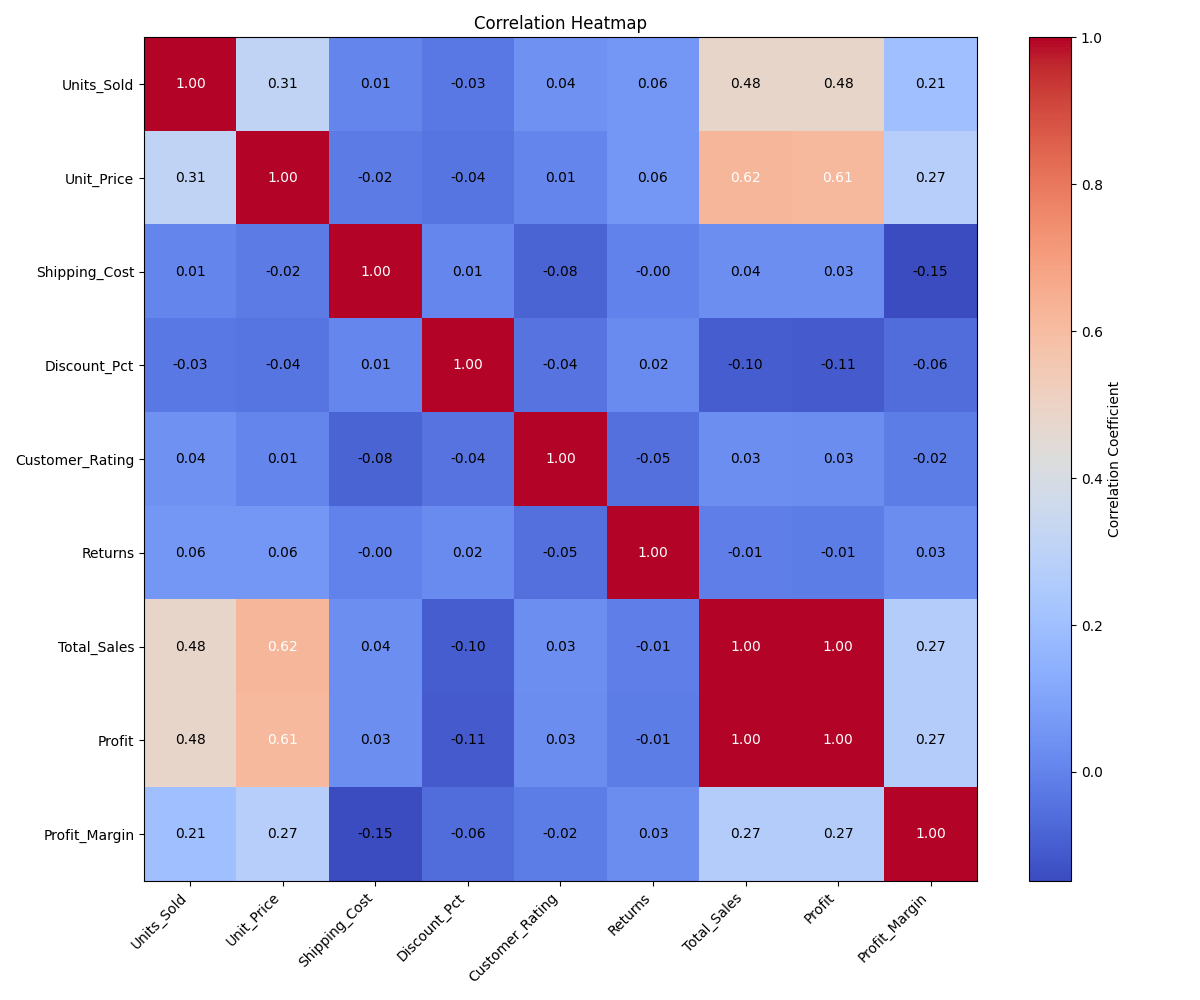 Correlation Heatmap
Units_Sold 1.00 0.31 0.01 -0.03 0.04 0.06 0.48 0.48 0.21
Unit_Price 0.31 1.00 -0.02 -0.04 0.01 0.06 0.62 0.61 0.27
Shipping_Cost 0.01 -0.02 1.00 0.01 -0.08 -0.00 0.04 0.03 -0.15
Discount_Pct -0.03 -0.04 0.01 1.00 -0.04 0.02 -0.10 -0.11 -0.06
Customer_Rating 0.04 0.01 -0.08 -0.04 1.00 -0.05 0.03 0.03 -0.02
Returns 0.06 0.06 -0.00 0.02 -0.05 1.00 -0.01 -0.01 0.03
Total_Sales 0.48 0.62 0.04 -0.10 0.03 -0.01 1.00 1.00 0.27
Profit 0.48 0.61 0.03 -0.11 0.03 -0.01 1.00 1.00 0.27
Profit_Margin 0.21 0.27 -0.15 -0.06 -0.02 0.03 0.27 0.27 1.00
Units_Sold Unit_Price Shipping_Cost Discount_Pct Customer_Rating Returns Total_Sales Profit Profit_Margin
1.0
0.8
0.6
0.4
0.2
0.0
Correlation Coefficient